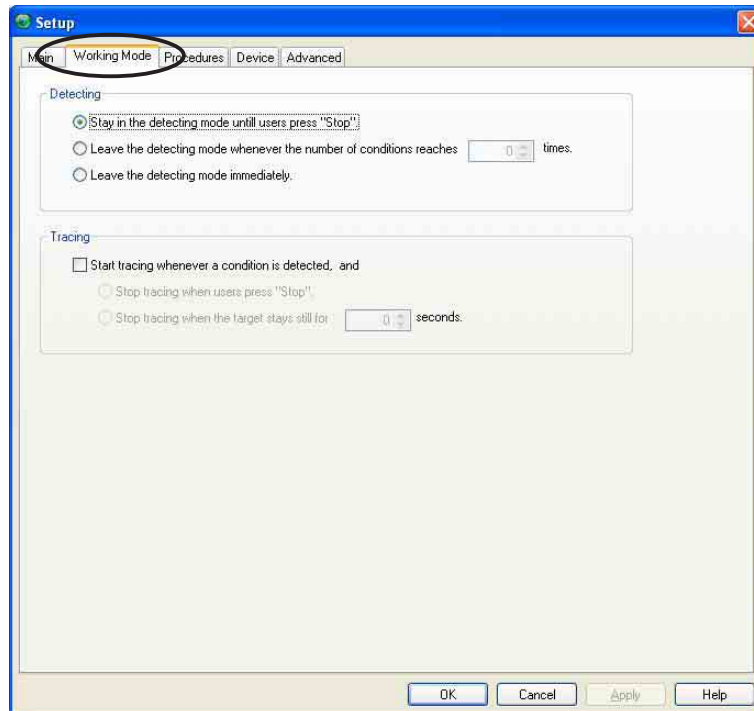 Setup
Main Working Mode Procedures Device Advanced
Detecting
Stay in the detecting mode untill users press "Stop".
Leave the detecting mode whenever the number of conditions reaches 0 times.
Leave the detecting mode immediately.
Tracing
Start tracing whenever a condition is detected, and
Stop tracing when users press "Stop".
Stop tracing when the target stays still for 0 seconds.
OK Cancel Apply Help